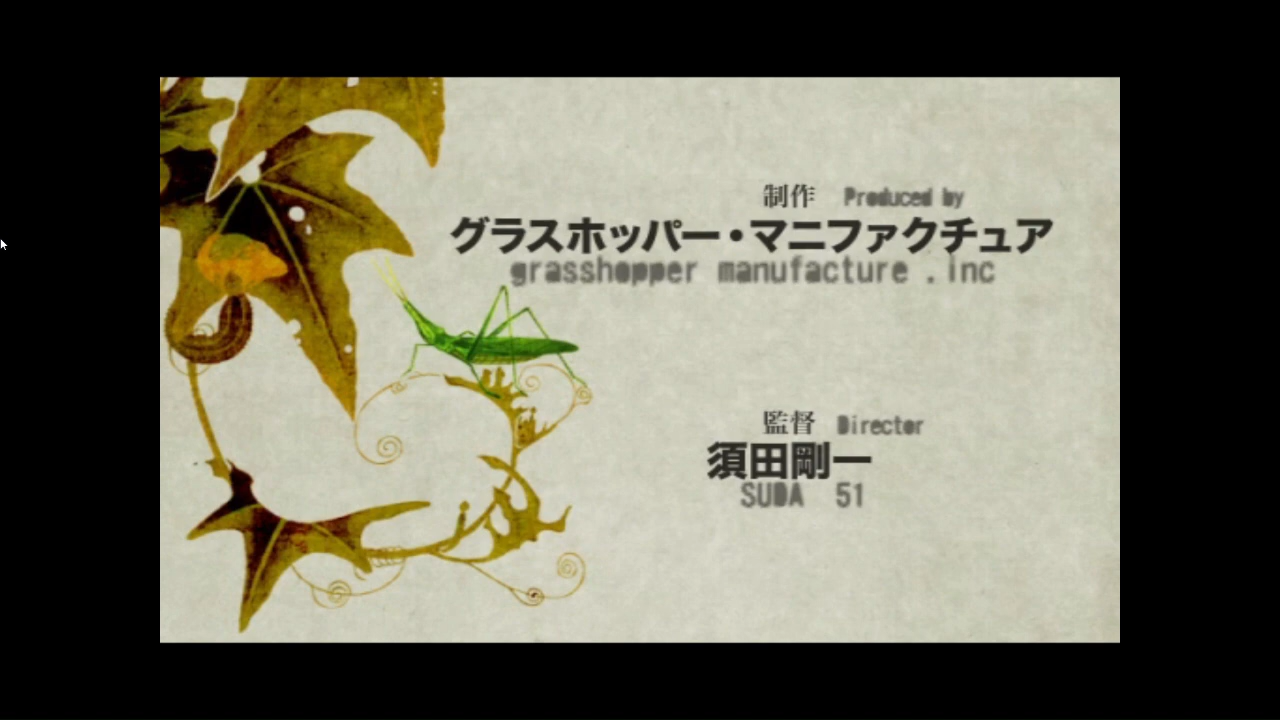 制作 Produced by
グラスホッパー・マニファクチュア
grasshopper manufacture .inc
監督 Director
須田剛一
SUDA 51